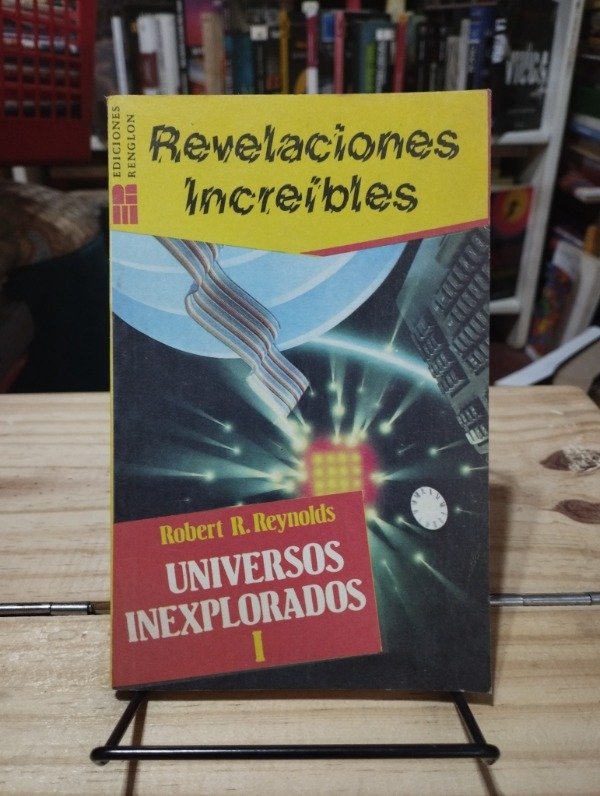 EDICIONES
RENGLON
Revelaciones
Increíbles
Robert R. Reynolds
UNIVERSOS
INEXPLORADOS
I